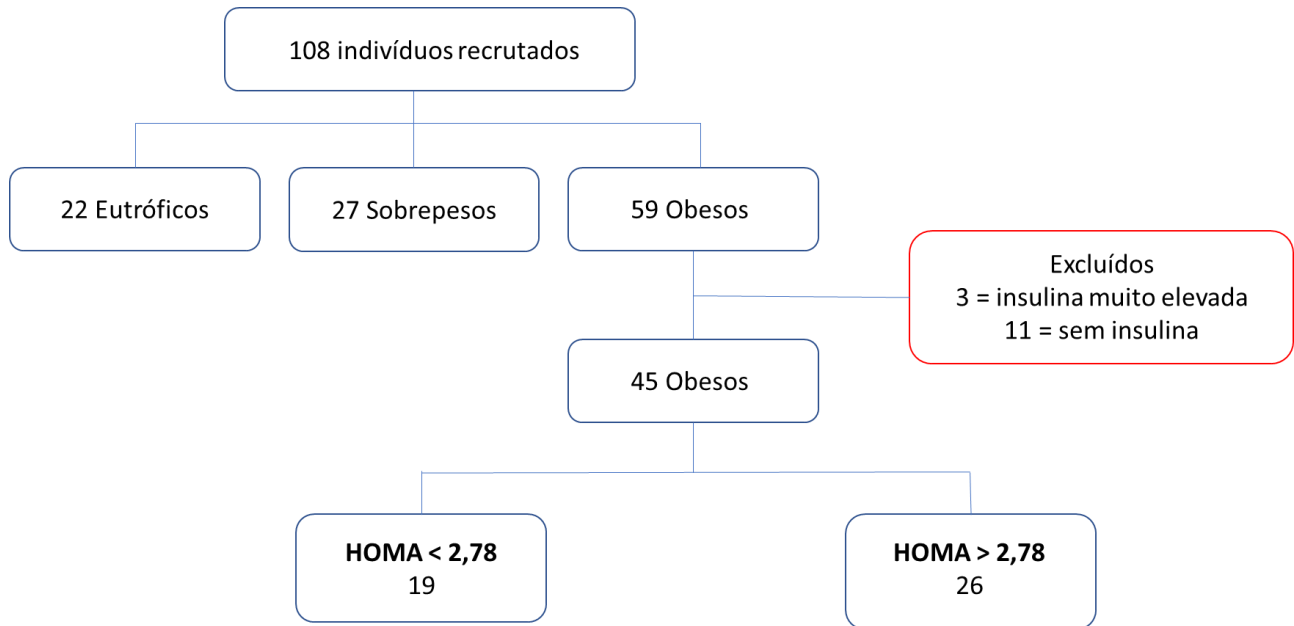 108 indivíduos recrutados
22 Eutróficos
27 Sobrepesos
59 Obesos
Excluídos
3 = insulina muito elevada
11 = sem insulina
45 Obesos
HOMA < 2,78
19
HOMA > 2,78
26